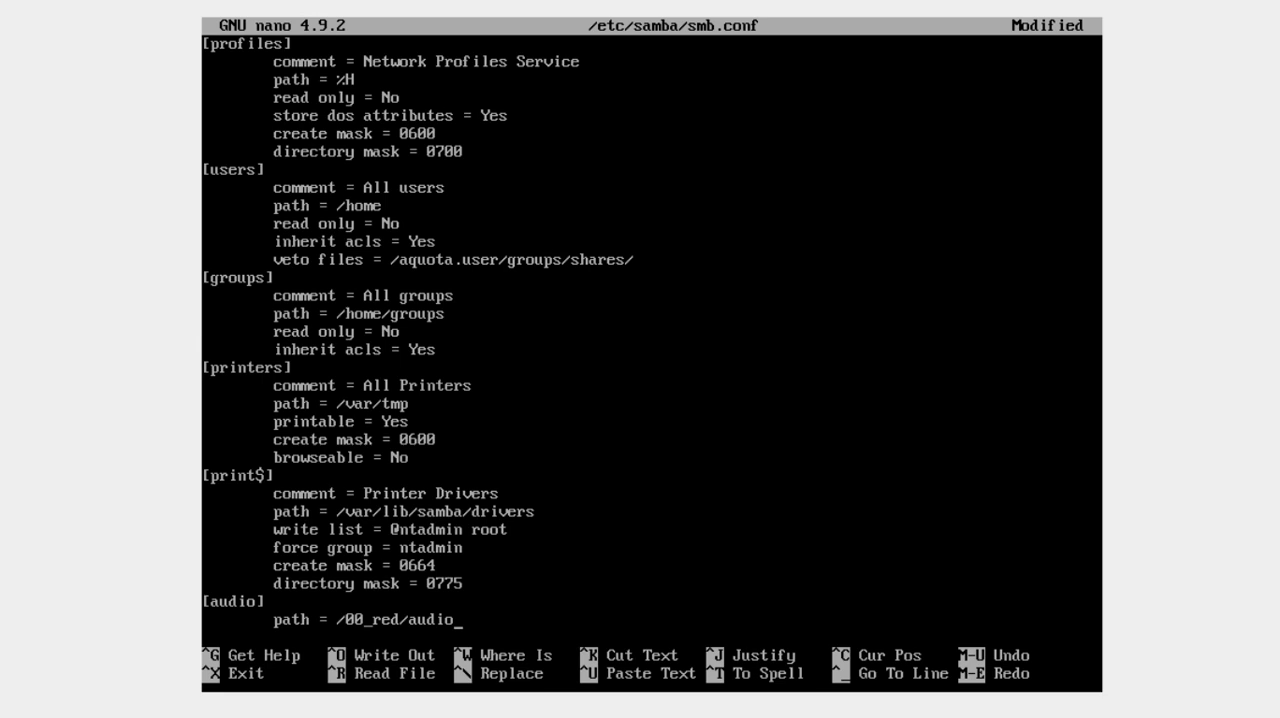 GNU nano 4.9.2 /etc/samba/smb.conf Modified
[profiles]
comment = Network Profiles Service
path = %H
read only = No
store dos attributes = Yes
create mask = 0600
directory mask = 0700
[users]
comment = All users
path = /home
read only = No
inherit acls = Yes
veto files = /aquota.user/groups/shares/
[groups]
comment = All groups
path = /home/groups
read only = No
inherit acls = Yes
[printers]
comment = All Printers
path = /var/tmp
printable = Yes
create mask = 0600
browseable = No
[print$]
comment = Printer Drivers
path = /var/lib/samba/drivers
write list = @ntadmin root
force group = ntadmin
create mask = 0664
directory mask = 0775
[audio]
path = /00_red/audio_
^G Get Help ^O Write Out ^W Where Is ^K Cut Text ^J Justify ^C Cur Pos M-U Undo
^X Exit ^R Read File ^\ Replace ^U Paste Text ^T To Spell ^_ Go To Line M-E Redo